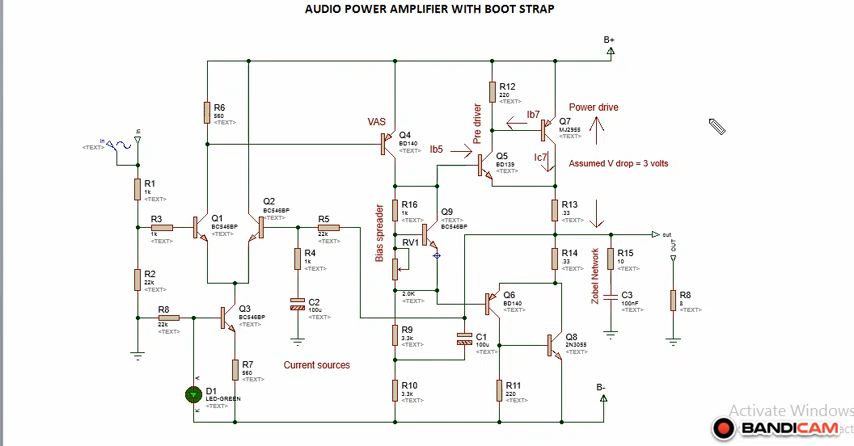 AUDIO POWER AMPLIFIER WITH BOOT STRAP
B+
R12
220
<TEXT>
Pre driver
Ib7
Power drive
Q7
MJ2955
<TEXT>
R6
560
<TEXT>
VAS
Q4
BD140
<TEXT>
Ib5
Q5
BD139
<TEXT>
Ic7
Assumed V drop = 3 volts
<TEXT>
R1
1k
<TEXT>
R3
1k
<TEXT>
Q1
BC546BP
<TEXT>
Q2
BC546BP
<TEXT>
R5
22k
<TEXT>
R16
1k
<TEXT>
Q9
BC546BP
<TEXT>
R13
.33
<TEXT>
out
Bias spreader
RV1
2.0K
<TEXT>
R4
1k
<TEXT>
R14
.33
<TEXT>
Zobel Network
R15
10
<TEXT>
OUT
R2
22k
<TEXT>
C2
100u
<TEXT>
Q6
BD140
<TEXT>
C3
100nF
<TEXT>
R8
8
<TEXT>
R8
22k
<TEXT>
Q3
BC546BP
<TEXT>
R9
3.3k
<TEXT>
C1
100u
<TEXT>
Q8
2N3055
<TEXT>
Current sources
R7
560
<TEXT>
R10
3.3k
<TEXT>
R11
220
<TEXT>
B-
A
D1
LED-GREEN
<TEXT>
K
Activate Windows
BANDICAM